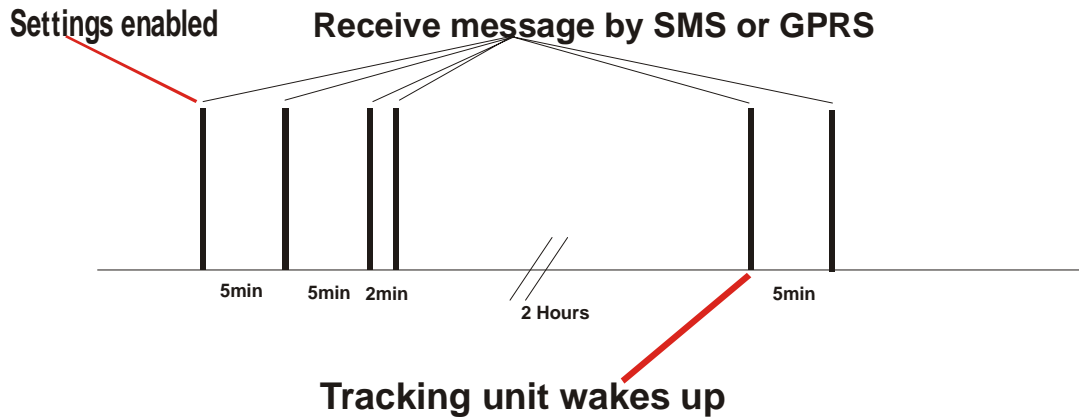 Settings enabled
Receive message by SMS or GPRS
5min
5min
2min
2 Hours
5min
Tracking unit wakes up